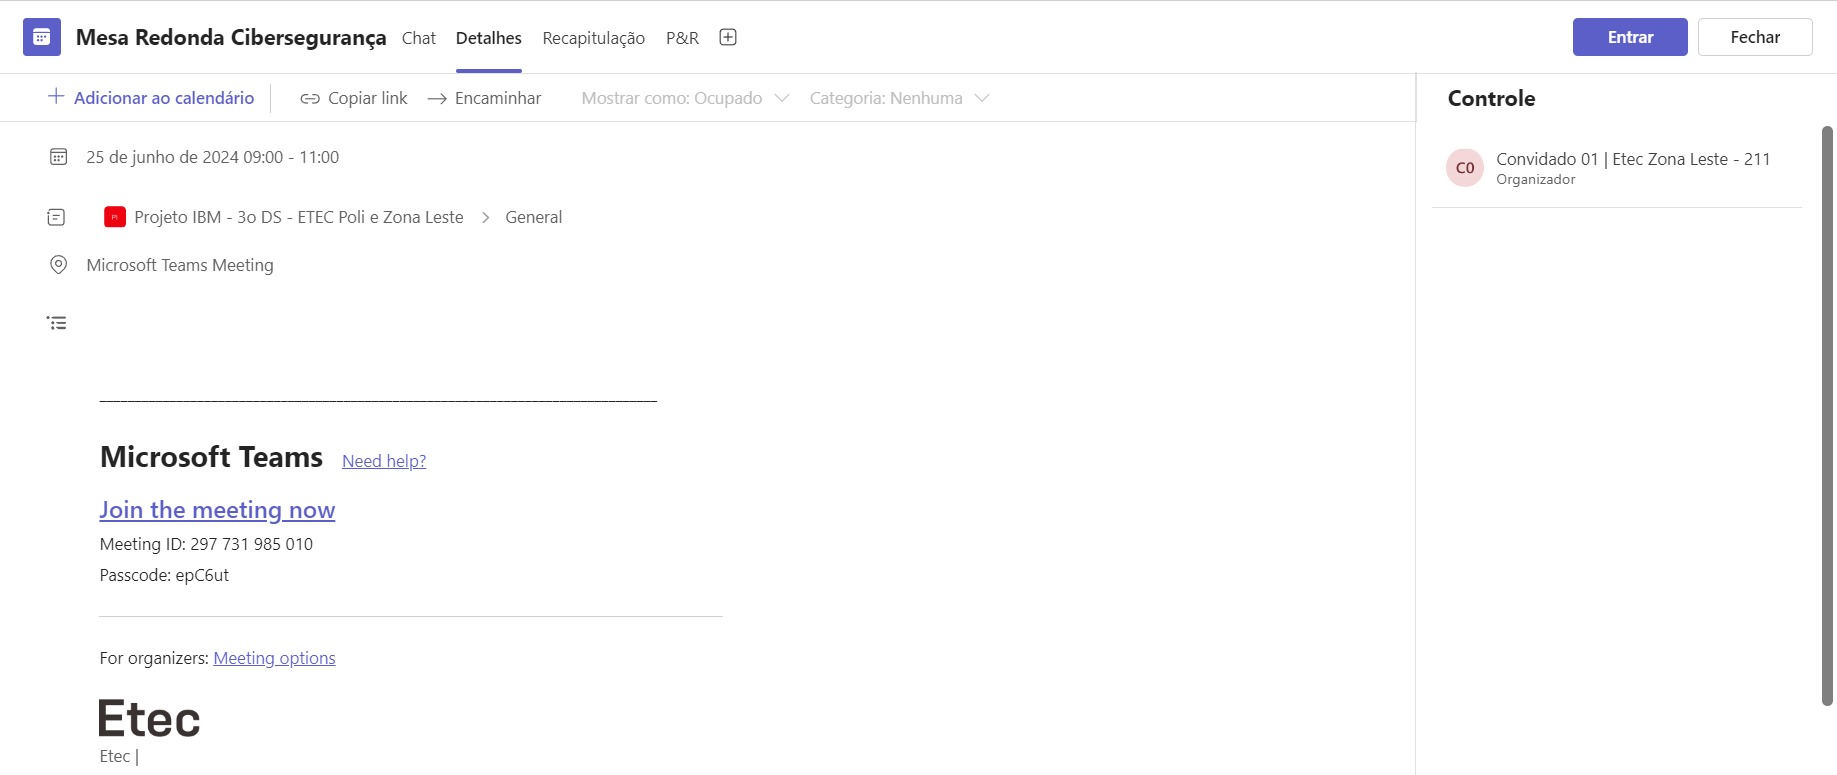 Mesa Redonda Cibersegurança Chat Detalhes Recapitulação P&R Entrar Fechar
Adicionar ao calendário Copiar link Encaminhar Mostrar como: Ocupado Categoria: Nenhuma
Controle
25 de junho de 2024 09:00 - 11:00
C0 Convidado 01 | Etec Zona Leste - 211
Organizador
Projeto IBM - 3o DS - ETEC Poli e Zona Leste > General
Microsoft Teams Meeting
Microsoft Teams Need help?
Join the meeting now
Meeting ID: 297 731 985 010
Passcode: epC6ut
For organizers: Meeting options
Etec
Etec |